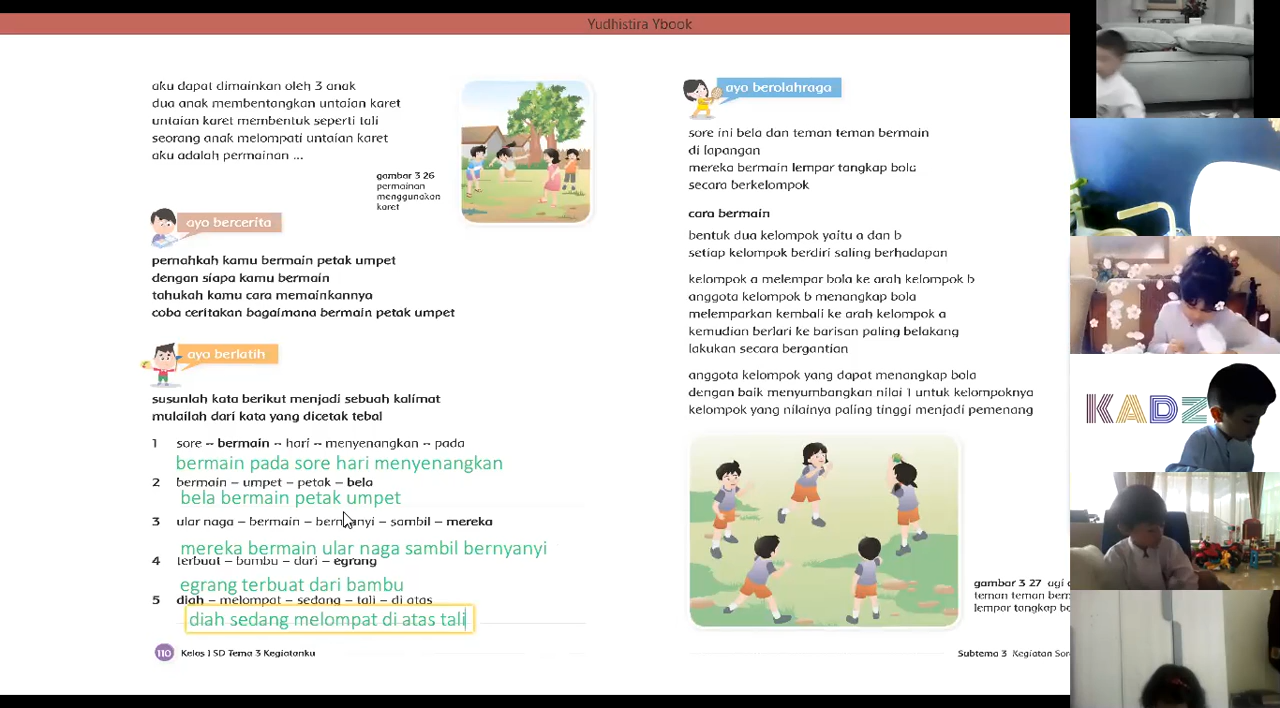 Yudhistira Ybook
aku dapat dimainkan oleh 3 anak
dua anak membentangkan untaian karet
untaian karet membentuk seperti tali
seorang anak melompati untaian karet
aku adalah permainan ...
gambar 3 26
permainan
menggunakan
karet
ayo bercerita
pernahkah kamu bermain petak umpet
dengan siapa kamu bermain
tahukah kamu cara memainkannya
coba ceritakan bagaimana bermain petak umpet
ayo berlatih
susunlah kata berikut menjadi sebuah kalimat
mulailah dari kata yang dicetak tebal
1 sore – bermain – hari – menyenangkan – pada
bermain pada sore hari menyenangkan
2 bermain – umpet – petak – bela
bela bermain petak umpet
3 ular naga – bermain – bernyanyi – sambil – mereka
mereka bermain ular naga sambil bernyanyi
4 terbuat – bambu – dari – egrang
egrang terbuat dari bambu
5 diah – melompat – sedang – tali – di atas
diah sedang melompat di atas tali
110 Kelas I SD Tema 3 Kegiatanku
ayo berolahraga
sore ini bela dan teman teman bermain
di lapangan
mereka bermain lempar tangkap bola
secara berkelompok
cara bermain
bentuk dua kelompok yaitu a dan b
setiap kelompok berdiri saling berhadapan
kelompok a melempar bola ke arah kelompok b
anggota kelompok b menangkap bola
melemparkan kembali ke arah kelompok a
kemudian berlari ke barisan paling belakang
lakukan secara bergantian
anggota kelompok yang dapat menangkap bola
dengan baik menyumbangkan nilai 1 untuk kelompoknya
kelompok yang nilainya paling tinggi menjadi pemenang
gambar 3 27
teman teman
lempar tangkap
Subtema 3 Kegiatan
KADZ